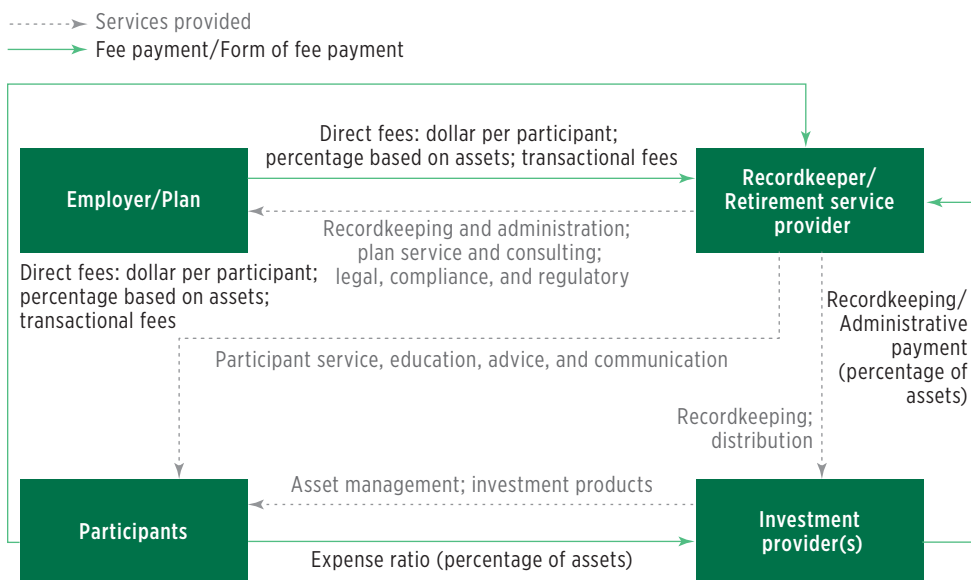 Services provided
Fee payment/Form of fee payment
Direct fees: dollar per participant;
percentage based on assets; transactional fees
Employer/Plan
Recordkeeper/
Retirement service
provider
Recordkeeping and administration;
plan service and consulting;
legal, compliance, and regulatory
Direct fees: dollar per participant;
percentage based on assets;
transactional fees
Recordkeeping/
Administrative
payment
(percentage of
assets)
Participant service, education, advice, and communication
Recordkeeping;
distribution
Asset management; investment products
Participants
Investment
provider(s)
Expense ratio (percentage of assets)